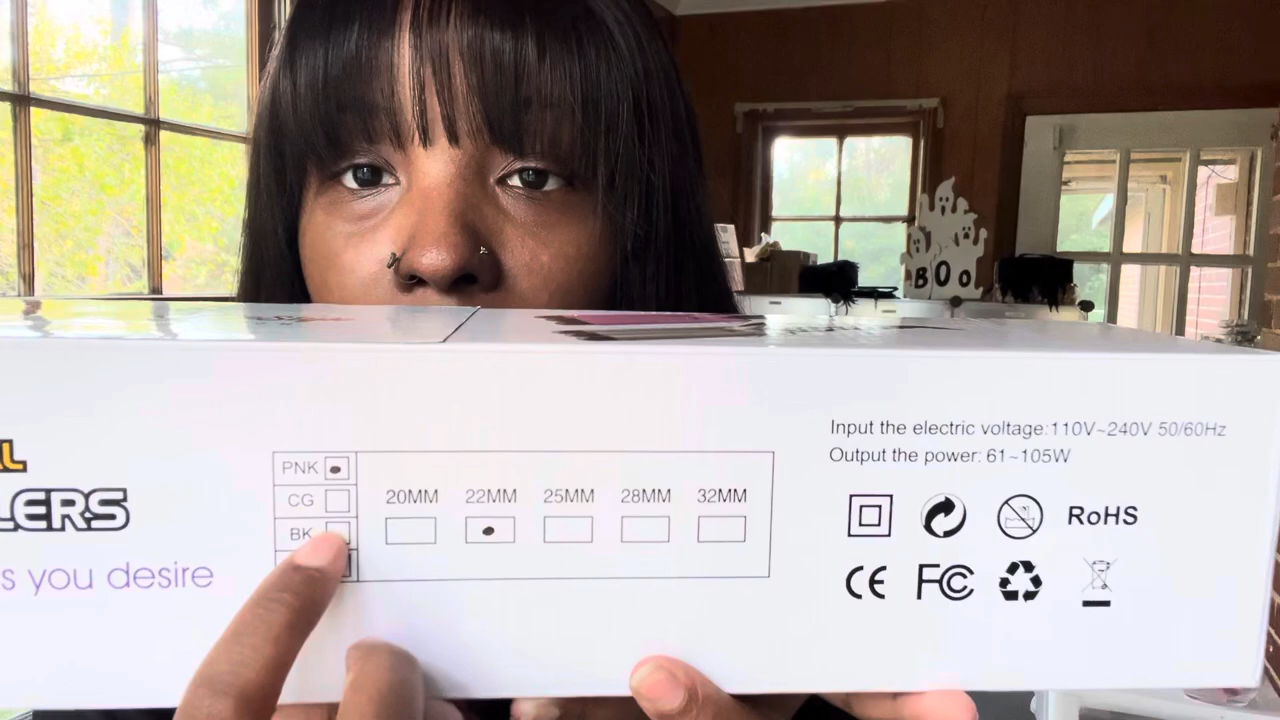 BOO
L
LERS
s you desire
PNK
CG
BK
20MM 22MM 25MM 28MM 32MM
Input the electric voltage:110V~240V 50/60Hz
Output the power: 61~105W
RoHS
CE FC